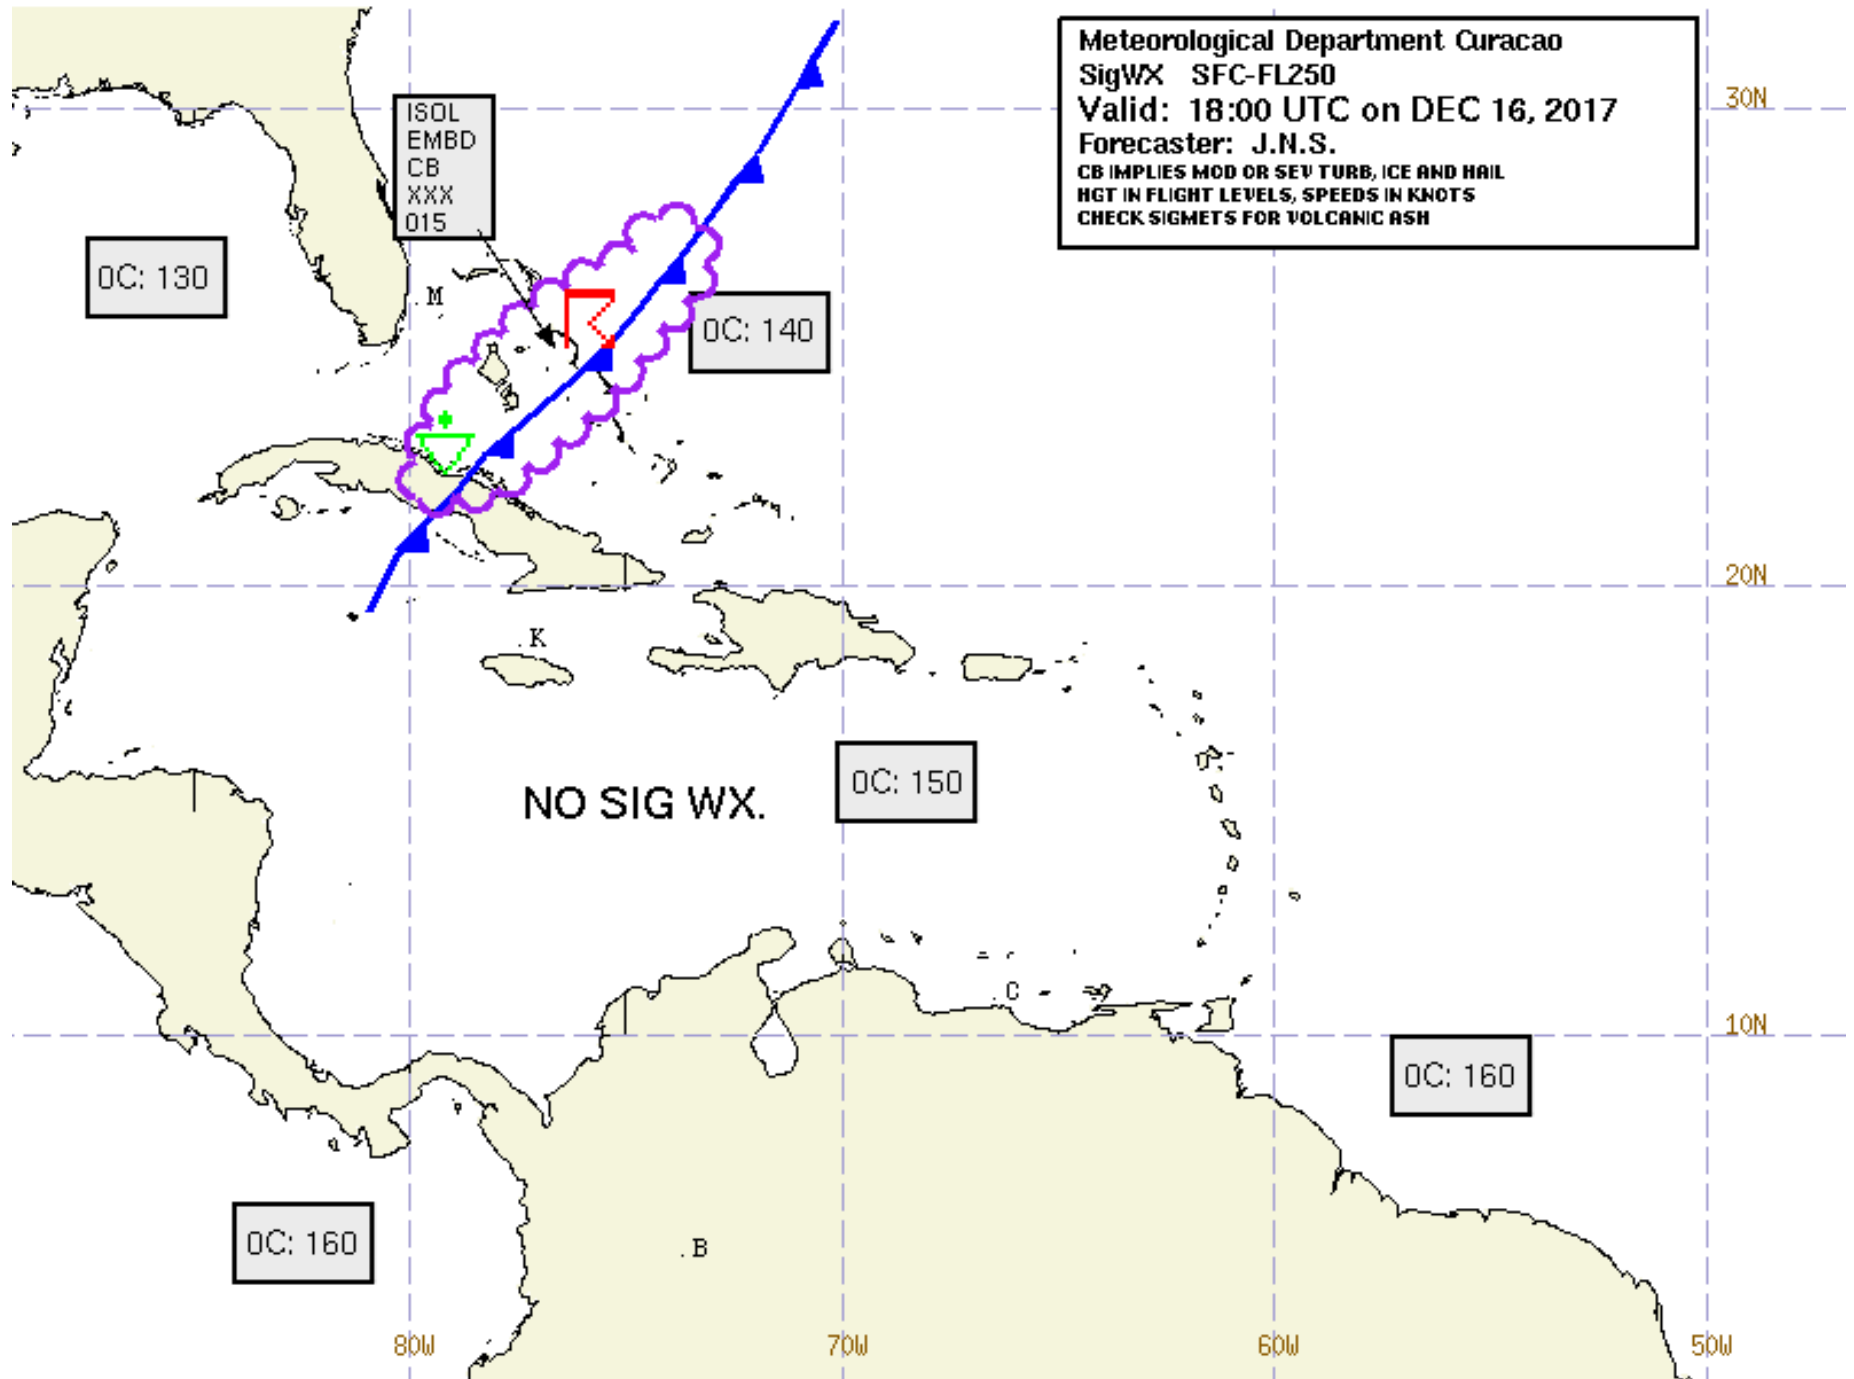 Meteorological Department Curacao
SigWX SFC-FL250
Valid: 18:00 UTC on DEC 16, 2017
Forecaster: J.N.S.
CB IMPLIES MOD OR SEV TURB, ICE AND HAIL
HGT IN FLIGHT LEVELS, SPEEDS IN KNOTS
CHECK SIGMETS FOR VOLCANIC ASH
30N
ISOL
EMBD
CB
XXX
015
0C: 130
M
0C: 140
20N
K
0C: 150
NO SIG WX.
C
10N
0C: 160
0C: 160
B
80W
70W
60W
50W